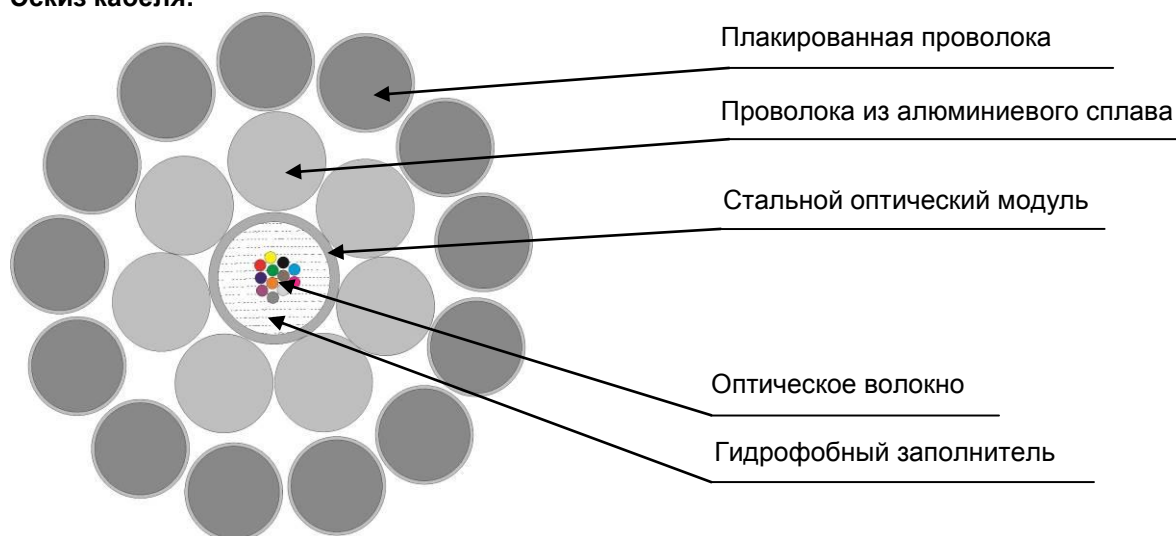 Эскиз кабеля:
Плакированная проволока
Проволока из алюминиевого сплава
Стальной оптический модуль
Оптическое волокно
Гидрофобный заполнитель